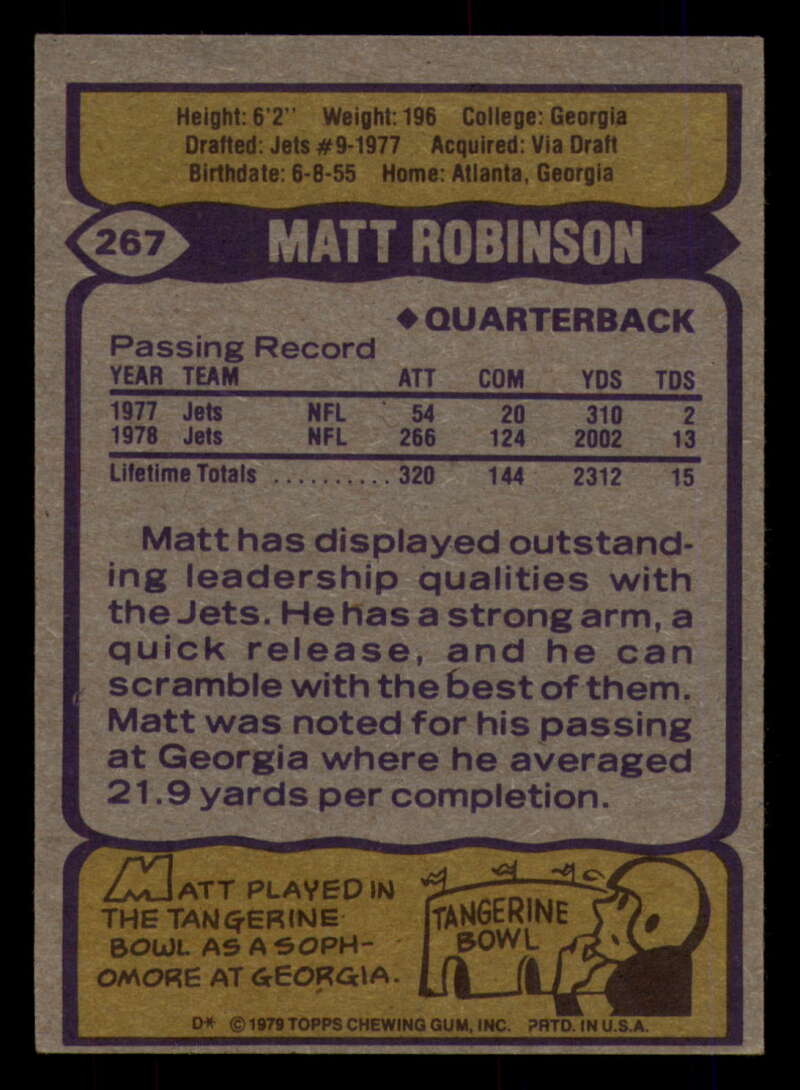 Height: 6'2'' Weight: 196 College: Georgia
Drafted: Jets #9-1977 Acquired: Via Draft
Birthdate: 6-8-55 Home: Atlanta, Georgia
267 MATT ROBINSON
◆ QUARTERBACK
Passing Record
YEAR TEAM ATT COM YDS TDS
1977 Jets NFL 54 20 310 2
1978 Jets NFL 266 124 2002 13
Lifetime Totals .......... 320 144 2312 15
Matt has displayed outstand-
ing leadership qualities with
the Jets. He has a strong arm, a
quick release, and he can
scramble with the best of them.
Matt was noted for his passing
at Georgia where he averaged
21.9 yards per completion.
MATT PLAYED IN
THE TANGERINE
BOWL AS A SOPH-
OMORE AT GEORGIA.
TANGERINE
BOWL
D* © 1979 TOPPS CHEWING GUM, INC. PRTD. IN U.S.A.